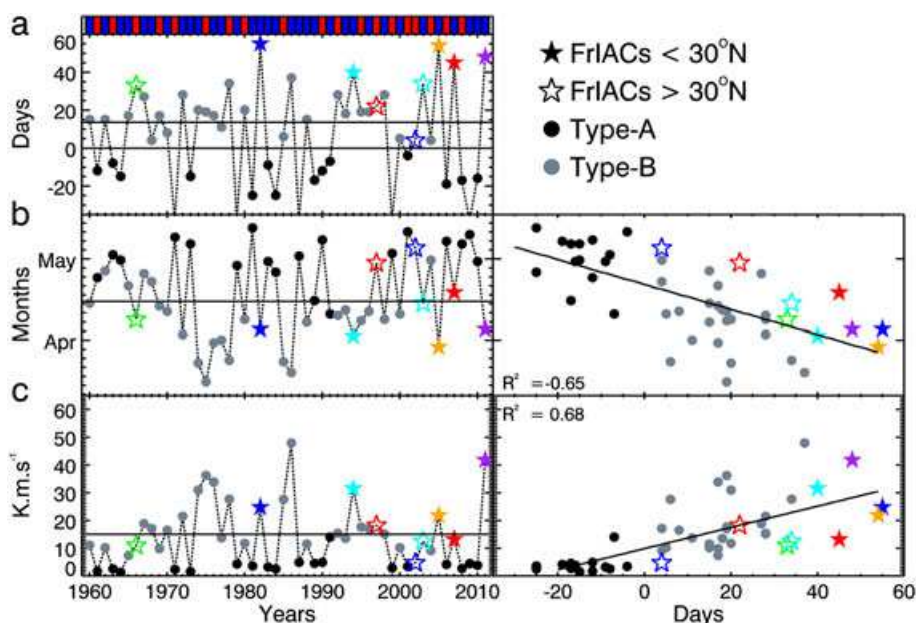 a
60
40
20
0
-20
Days
★ FrIACs < 30°N
☆ FrIACs > 30°N
● Type-A
● Type-B
b
May
Apr
Months
R² =-0.65
c
60
50
40
30
20
10
0
K.m.s⁻¹
R² = 0.68
1960 1970 1980 1990 2000 2010
Years
-20 0 20 40 60
Days